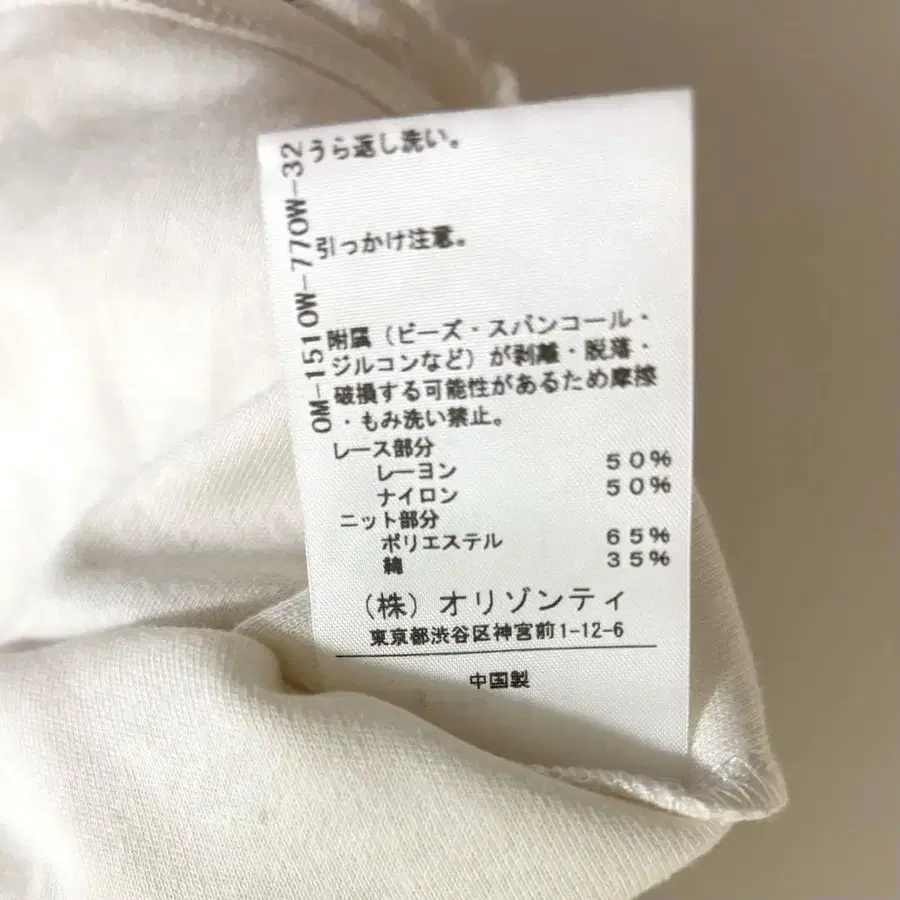 うら返し洗い。
引っかけ注意。
附属（ビーズ・スパンコール・
ジルコンなど）が剥離・脱落・
破損する可能性があるため摩擦
・もみ洗い禁止。
レース部分
レーヨン 50%
ナイロン 50%
ニット部分
ポリエステル 65%
綿 35%
（株）オリゾンティ
東京都渋谷区神宮前1-12-6
中国製
OM-1510W-770W-32